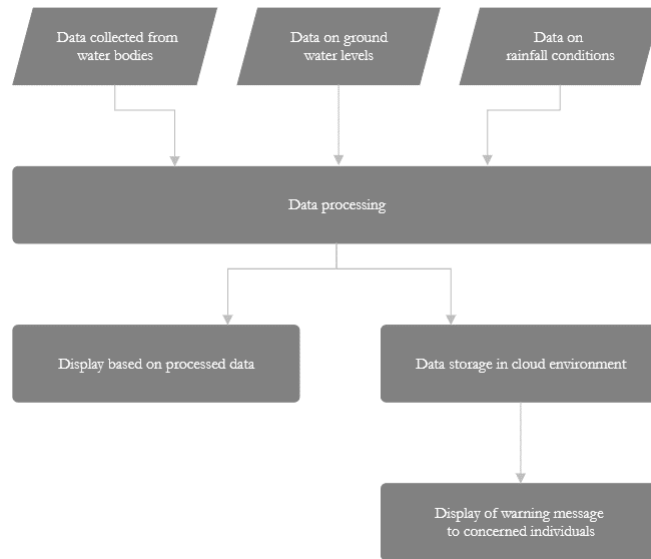 Data collected from
water bodies
Data on ground
water levels
Data on
rainfall conditions
Data processing
Display based on processed data
Data storage in cloud environment
Display of warning message
to concerned individuals